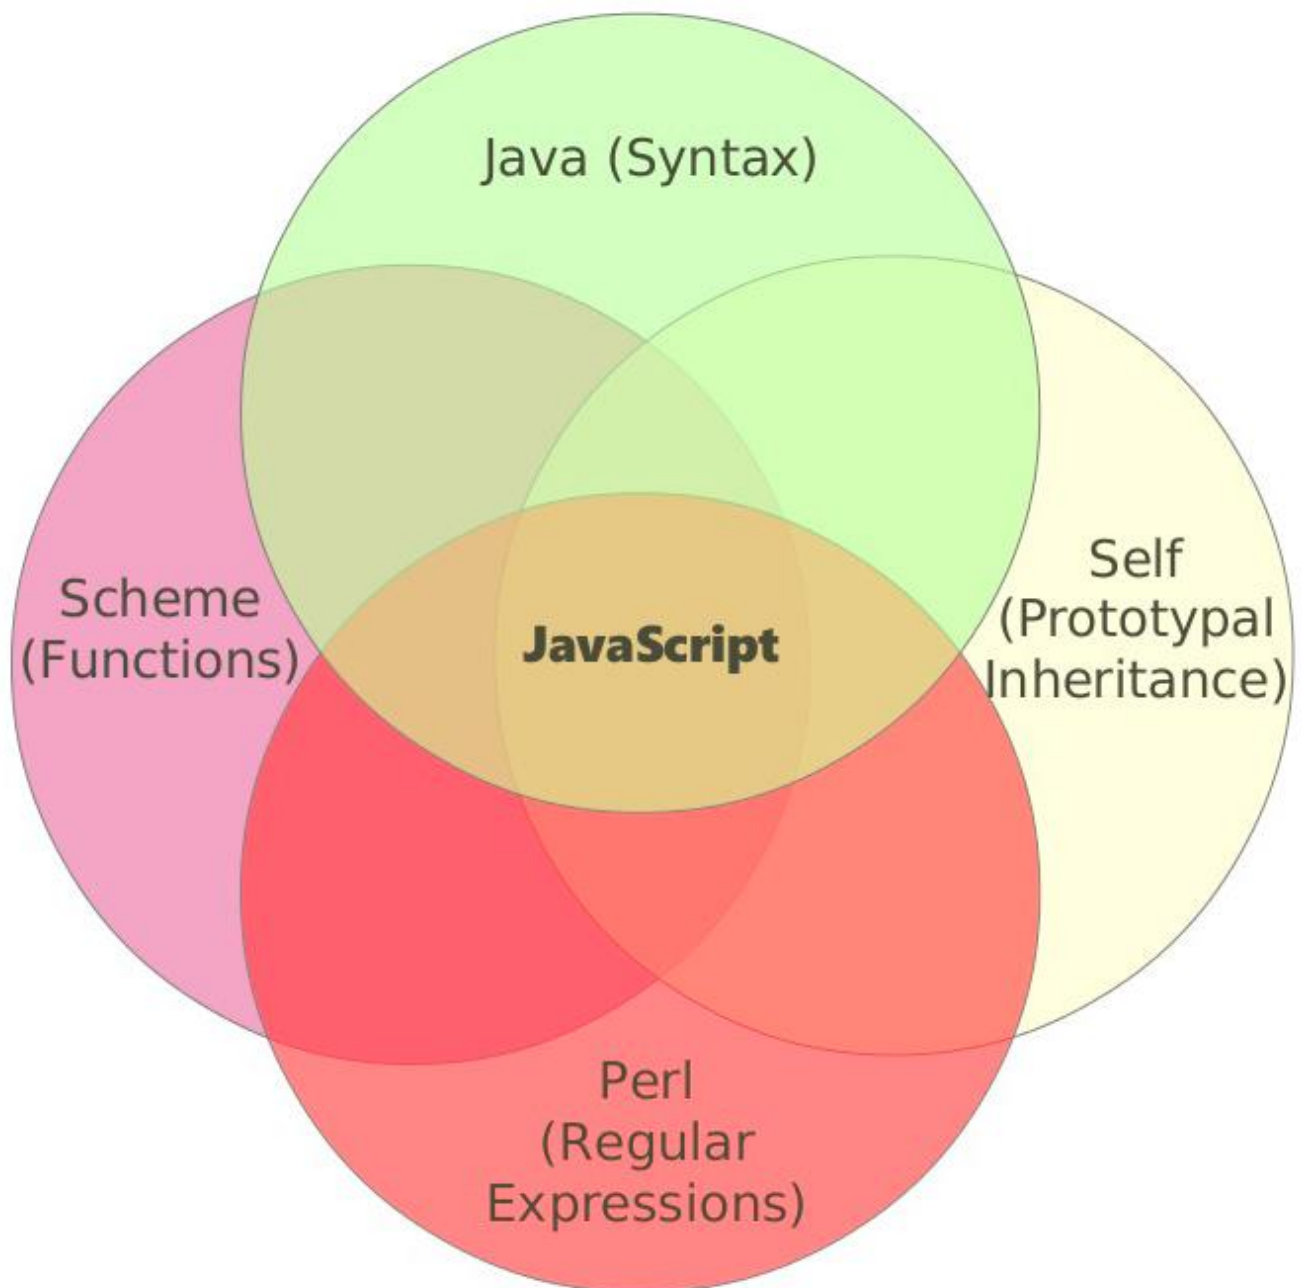 Java (Syntax)
Scheme
(Functions)
JavaScript
Self
(Prototypal
Inheritance)
Perl
(Regular
Expressions)